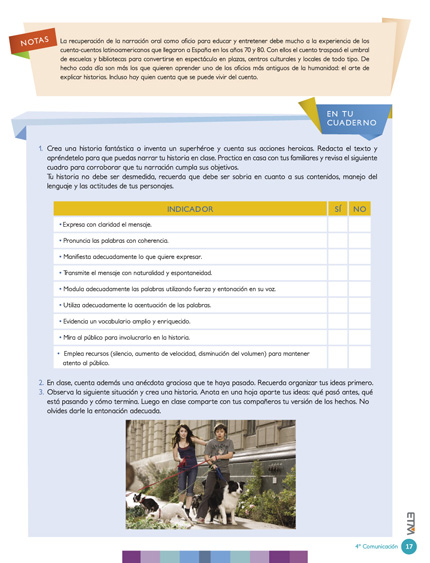 NOTAS
La recuperación de la narración oral como oficio para educar y entretener debe mucho a la experiencia de los
cuenta-cuentos latinoamericanos que llegaron a España en los años 70 y 80. Con ellos el cuento traspasó el umbral
de escuelas y bibliotecas para convertirse en espectáculo en plazas, centros culturales y locales de todo tipo. De
hecho cada día son más los que quieren aprender uno de los oficios más antiguos de la humanidad: el arte de
explicar historias. Incluso hay quien cuenta que se puede vivir del cuento.
EN TU
CUADERNO
1. Crea una historia fantástica o inventa un superhéroe y cuenta sus acciones heroicas. Redacta el texto y
apréndetelo para que puedas narrar tu historia en clase. Practica en casa con tus familiares y revisa el siguiente
cuadro para corroborar que tu narración cumpla sus objetivos.
Tu historia no debe ser desmedida, recuerda que debe ser sobria en cuanto a sus contenidos, manejo del
lenguaje y las actitudes de tus personajes.
INDICADOR SÍ NO
• Expresa con claridad el mensaje.
• Pronuncia las palabras con coherencia.
• Manifiesta adecuadamente lo que quiere expresar.
• Transmite el mensaje con naturalidad y espontaneidad.
• Modula adecuadamente las palabras utilizando fuerza y entonación en su voz.
• Utiliza adecuadamente la acentuación de las palabras.
• Evidencia un vocabulario amplio y enriquecido.
• Mira al público para involucrarlo en la historia.
• Emplea recursos (silencio, aumento de velocidad, disminución del volumen) para mantener
atento al público.
2. En clase, cuenta además una anécdota graciosa que te haya pasado. Recuerda organizar tus ideas primero.
3. Observa la siguiente situación y crea una historia. Anota en una hoja aparte tus ideas: qué pasó antes, qué
está pasando y cómo termina. Luego en clase comparte con tus compañeros tu versión de los hechos. No
olvides darle la entonación adecuada.
4° Comunicación 17